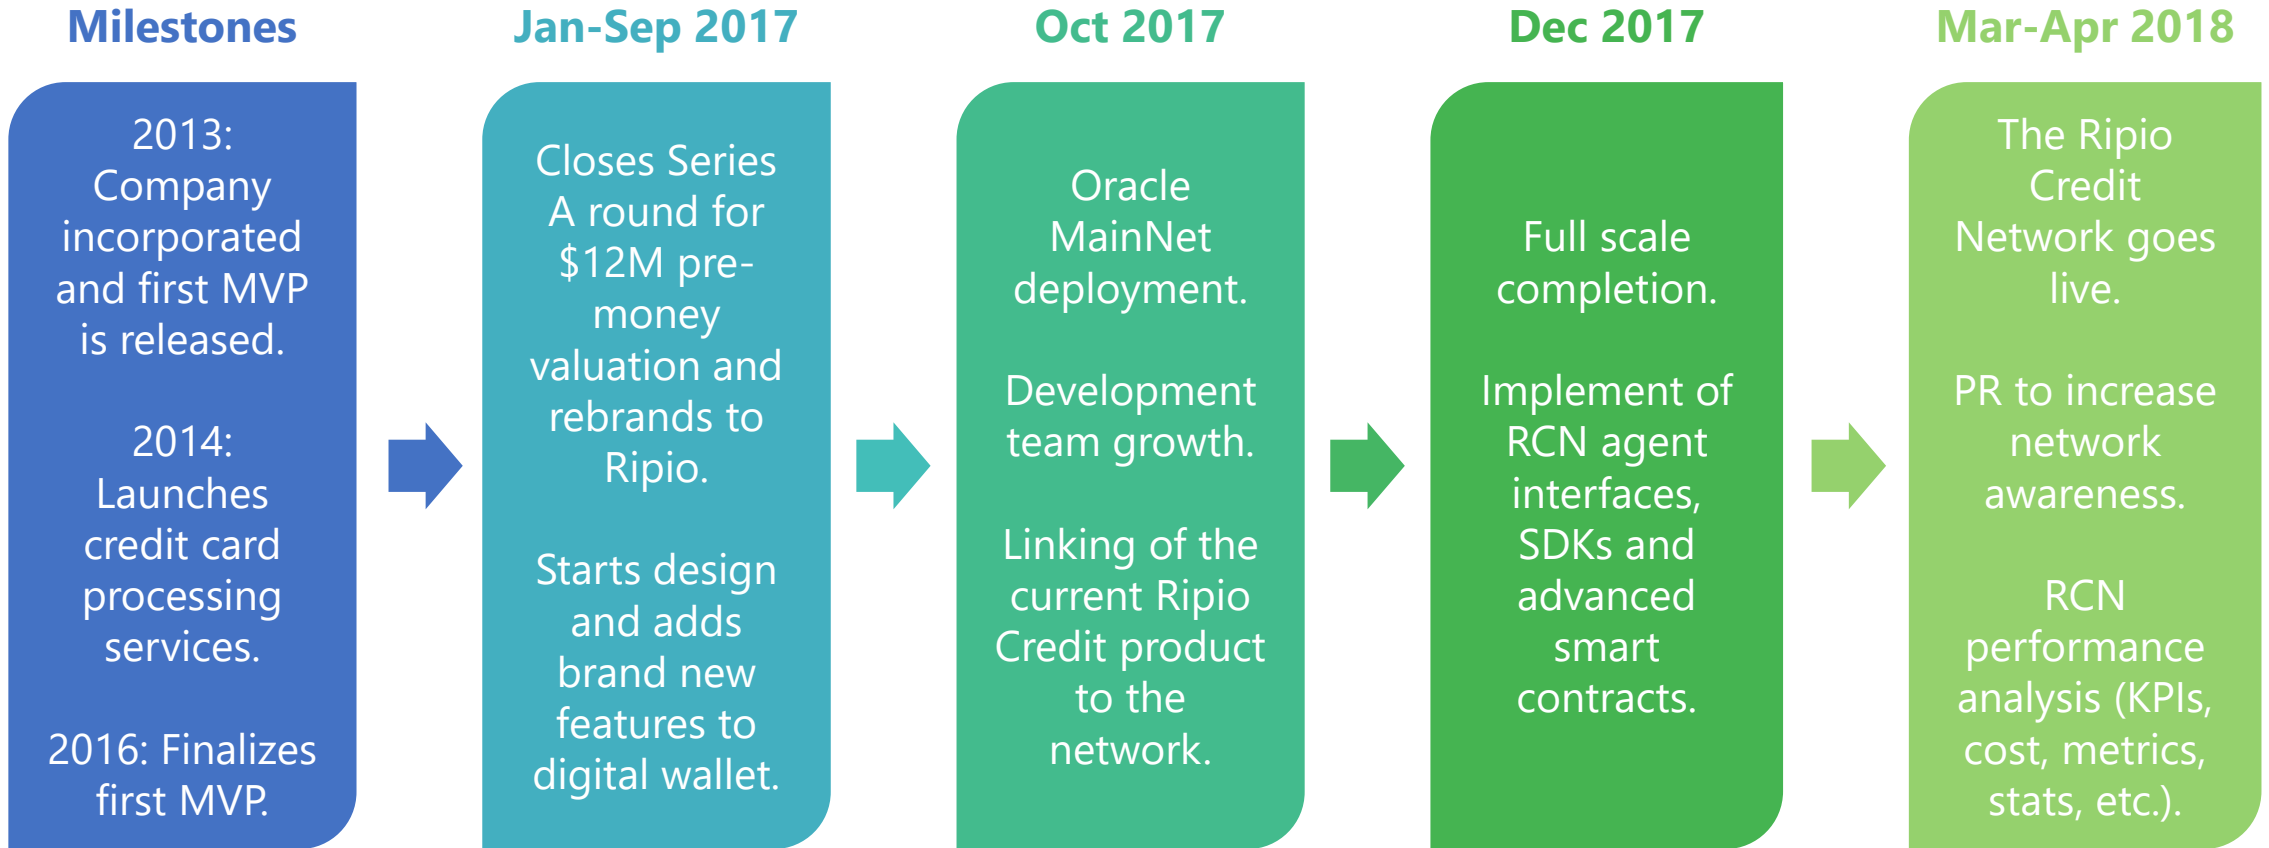 Milestones
2013:
Company
incorporated
and first MVP
is released.
2014:
Launches
credit card
processing
services.
2016: Finalizes
first MVP.
Jan-Sep 2017
Closes Series
A round for
$12M pre-
money
valuation and
rebrands to
Ripio.
Starts design
and adds
brand new
features to
digital wallet.
Oct 2017
Oracle
MainNet
deployment.
Development
team growth.
Linking of the
current Ripio
Credit product
to the
network.
Dec 2017
Full scale
completion.
Implement of
RCN agent
interfaces,
SDKs and
advanced
smart
contracts.
Mar-Apr 2018
The Ripio
Credit
Network goes
live.
PR to increase
network
awareness.
RCN
performance
analysis (KPIs,
cost, metrics,
stats, etc.).